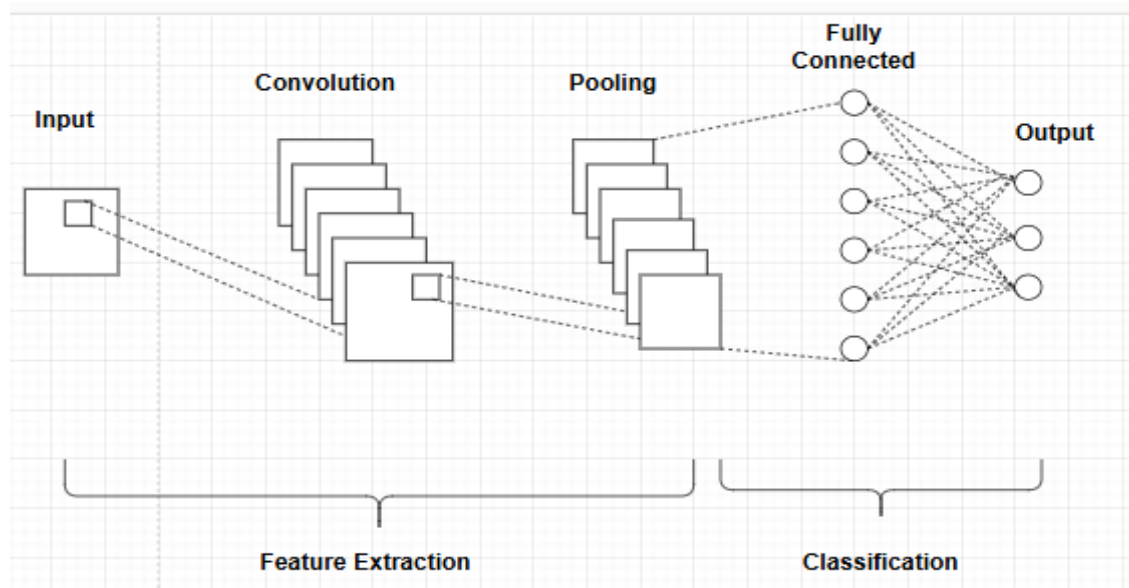 Input
Convolution
Pooling
Fully
Connected
Output
Feature Extraction
Classification